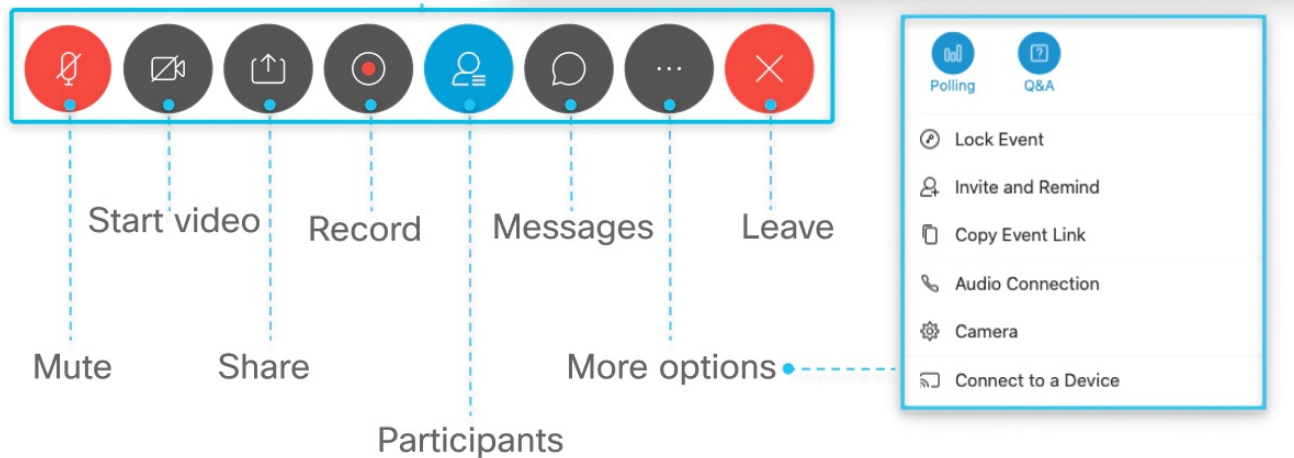 Polling
Q&A
Lock Event
Invite and Remind
Copy Event Link
Audio Connection
Camera
Connect to a Device
Start video
Record
Messages
Leave
Mute
Share
More options
Participants